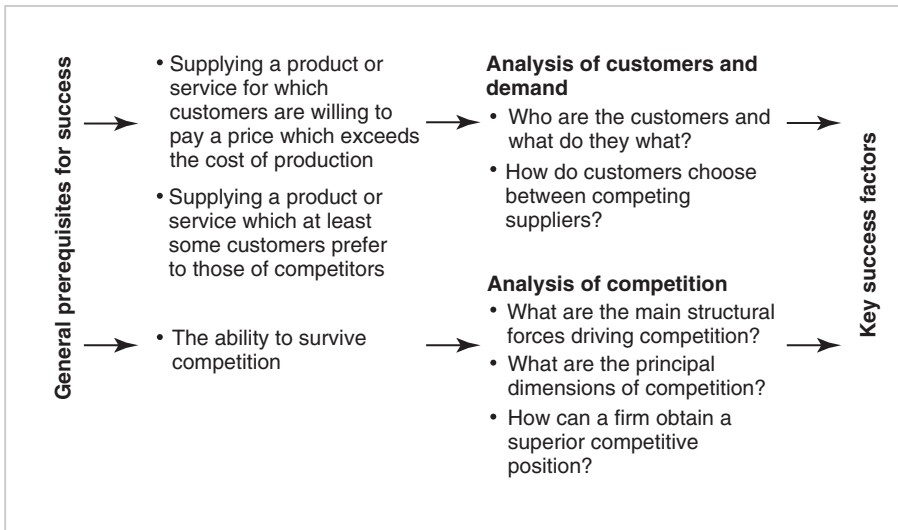 General prerequisites for success
• Supplying a product or
service for which
customers are willing to
pay a price which exceeds
the cost of production
• Supplying a product or
service which at least
some customers prefer
to those of competitors
• The ability to survive
competition
Analysis of customers and
demand
• Who are the customers and
what do they what?
• How do customers choose
between competing
suppliers?
Analysis of competition
• What are the main structural
forces driving competition?
• What are the principal
dimensions of competition?
• How can a firm obtain a
superior competitive
position?
Key success factors